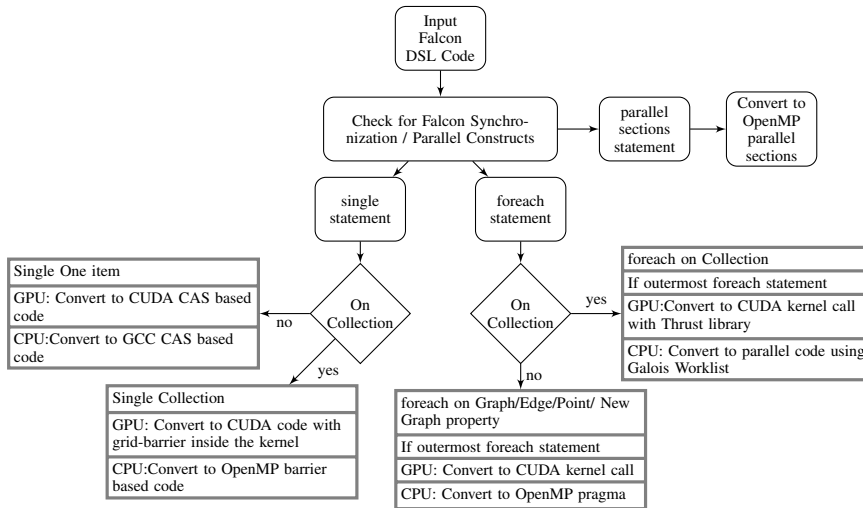 Input
Falcon
DSL Code
Check for Falcon Synchro-
nization / Parallel Constructs
parallel
sections
statement
Convert to
OpenMP
parallel
sections
single
statement
foreach
statement
On
Collection
no
yes
On
Collection
yes
no
Single One item
GPU: Convert to CUDA CAS based
code
CPU:Convert to GCC CAS based
code
Single Collection
GPU: Convert to CUDA code with
grid-barrier inside the kernel
CPU:Convert to OpenMP barrier
based code
foreach on Collection
If outermost foreach statement
GPU:Convert to CUDA kernel call
with Thrust library
CPU: Convert to parallel code using
Galois Worklist
foreach on Graph/Edge/Point/ New
Graph property
If outermost foreach statement
GPU: Convert to CUDA kernel call
CPU: Convert to OpenMP pragma